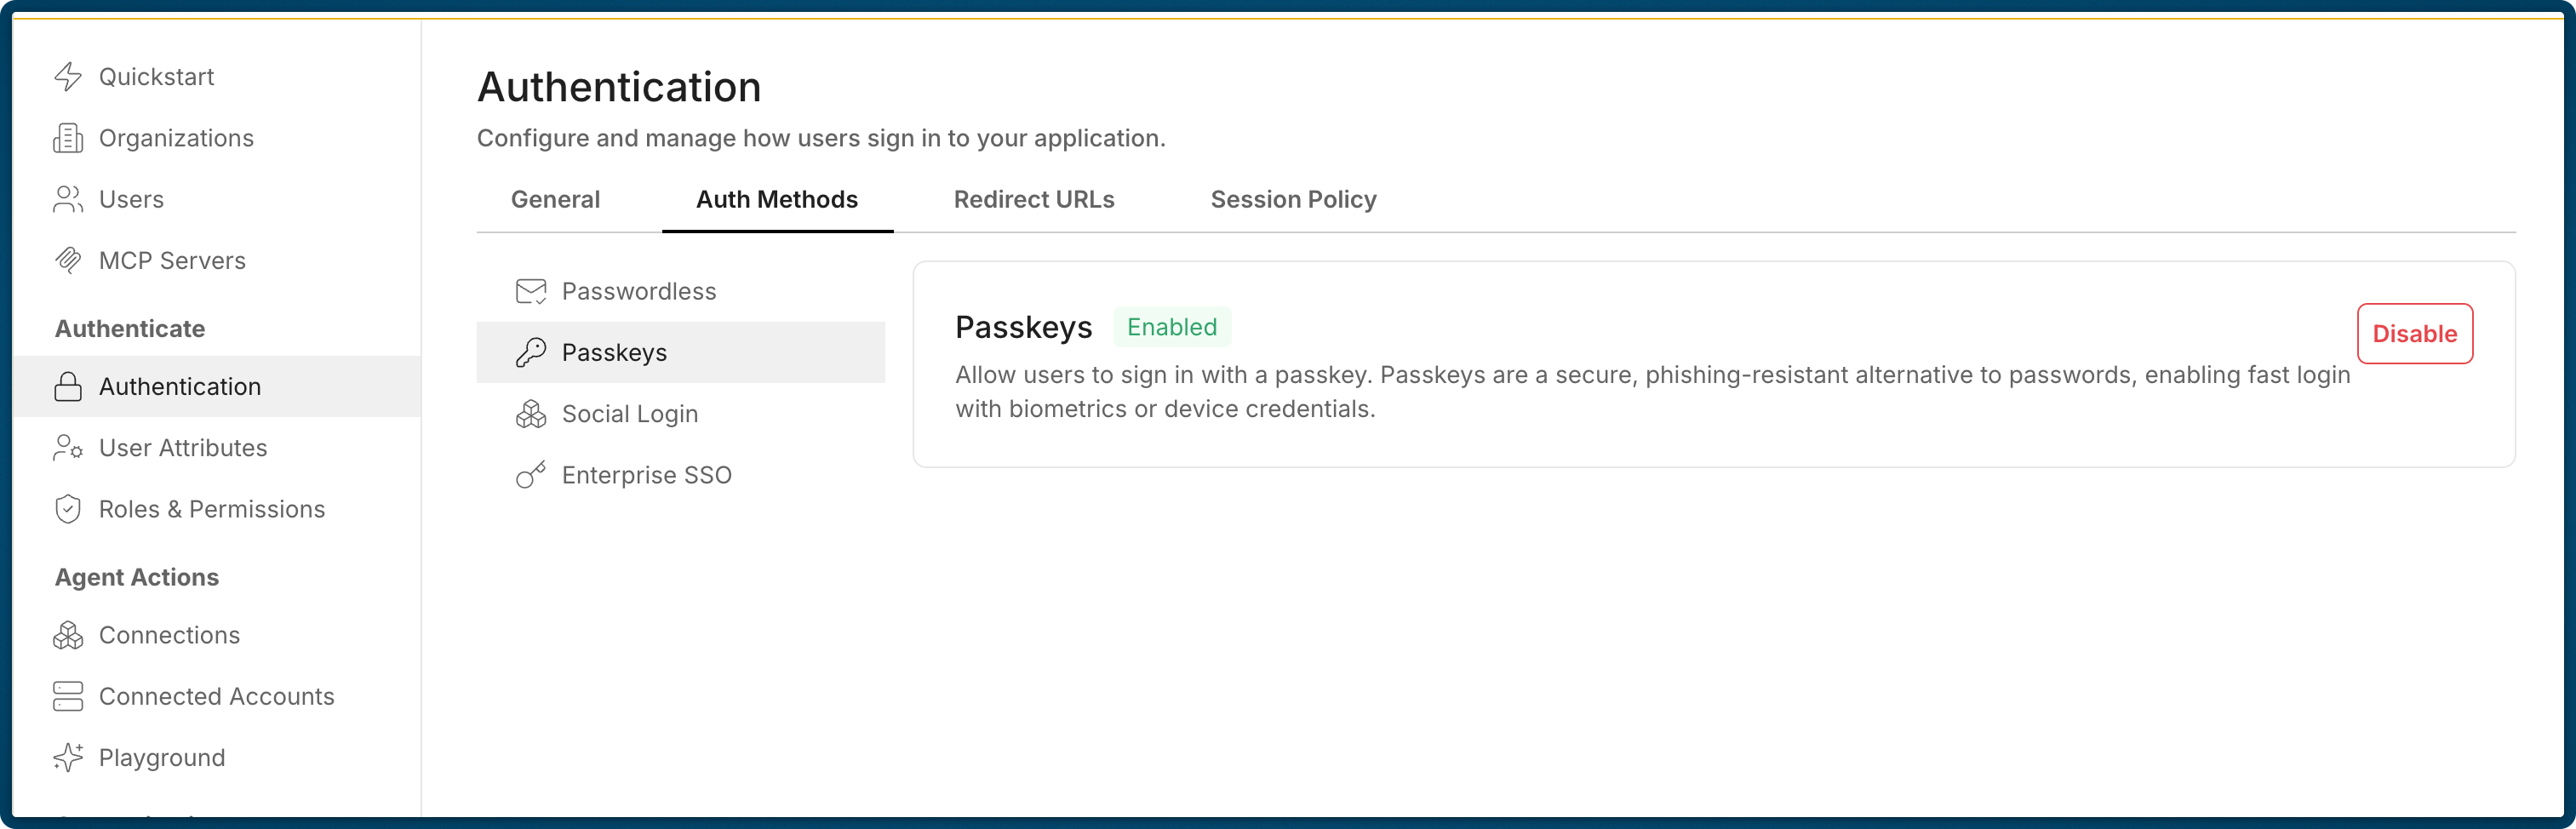 Quickstart
Organizations
Users
MCP Servers
Authenticate
Authentication
User Attributes
Roles & Permissions
Agent Actions
Connections
Connected Accounts
Playground
Authentication
Configure and manage how users sign in to your application.
General
Auth Methods
Redirect URLs
Session Policy
Passwordless
Passkeys
Social Login
Enterprise SSO
Passkeys
Enabled
Disable
Allow users to sign in with a passkey. Passkeys are a secure, phishing-resistant alternative to passwords, enabling fast login
with biometrics or device credentials.